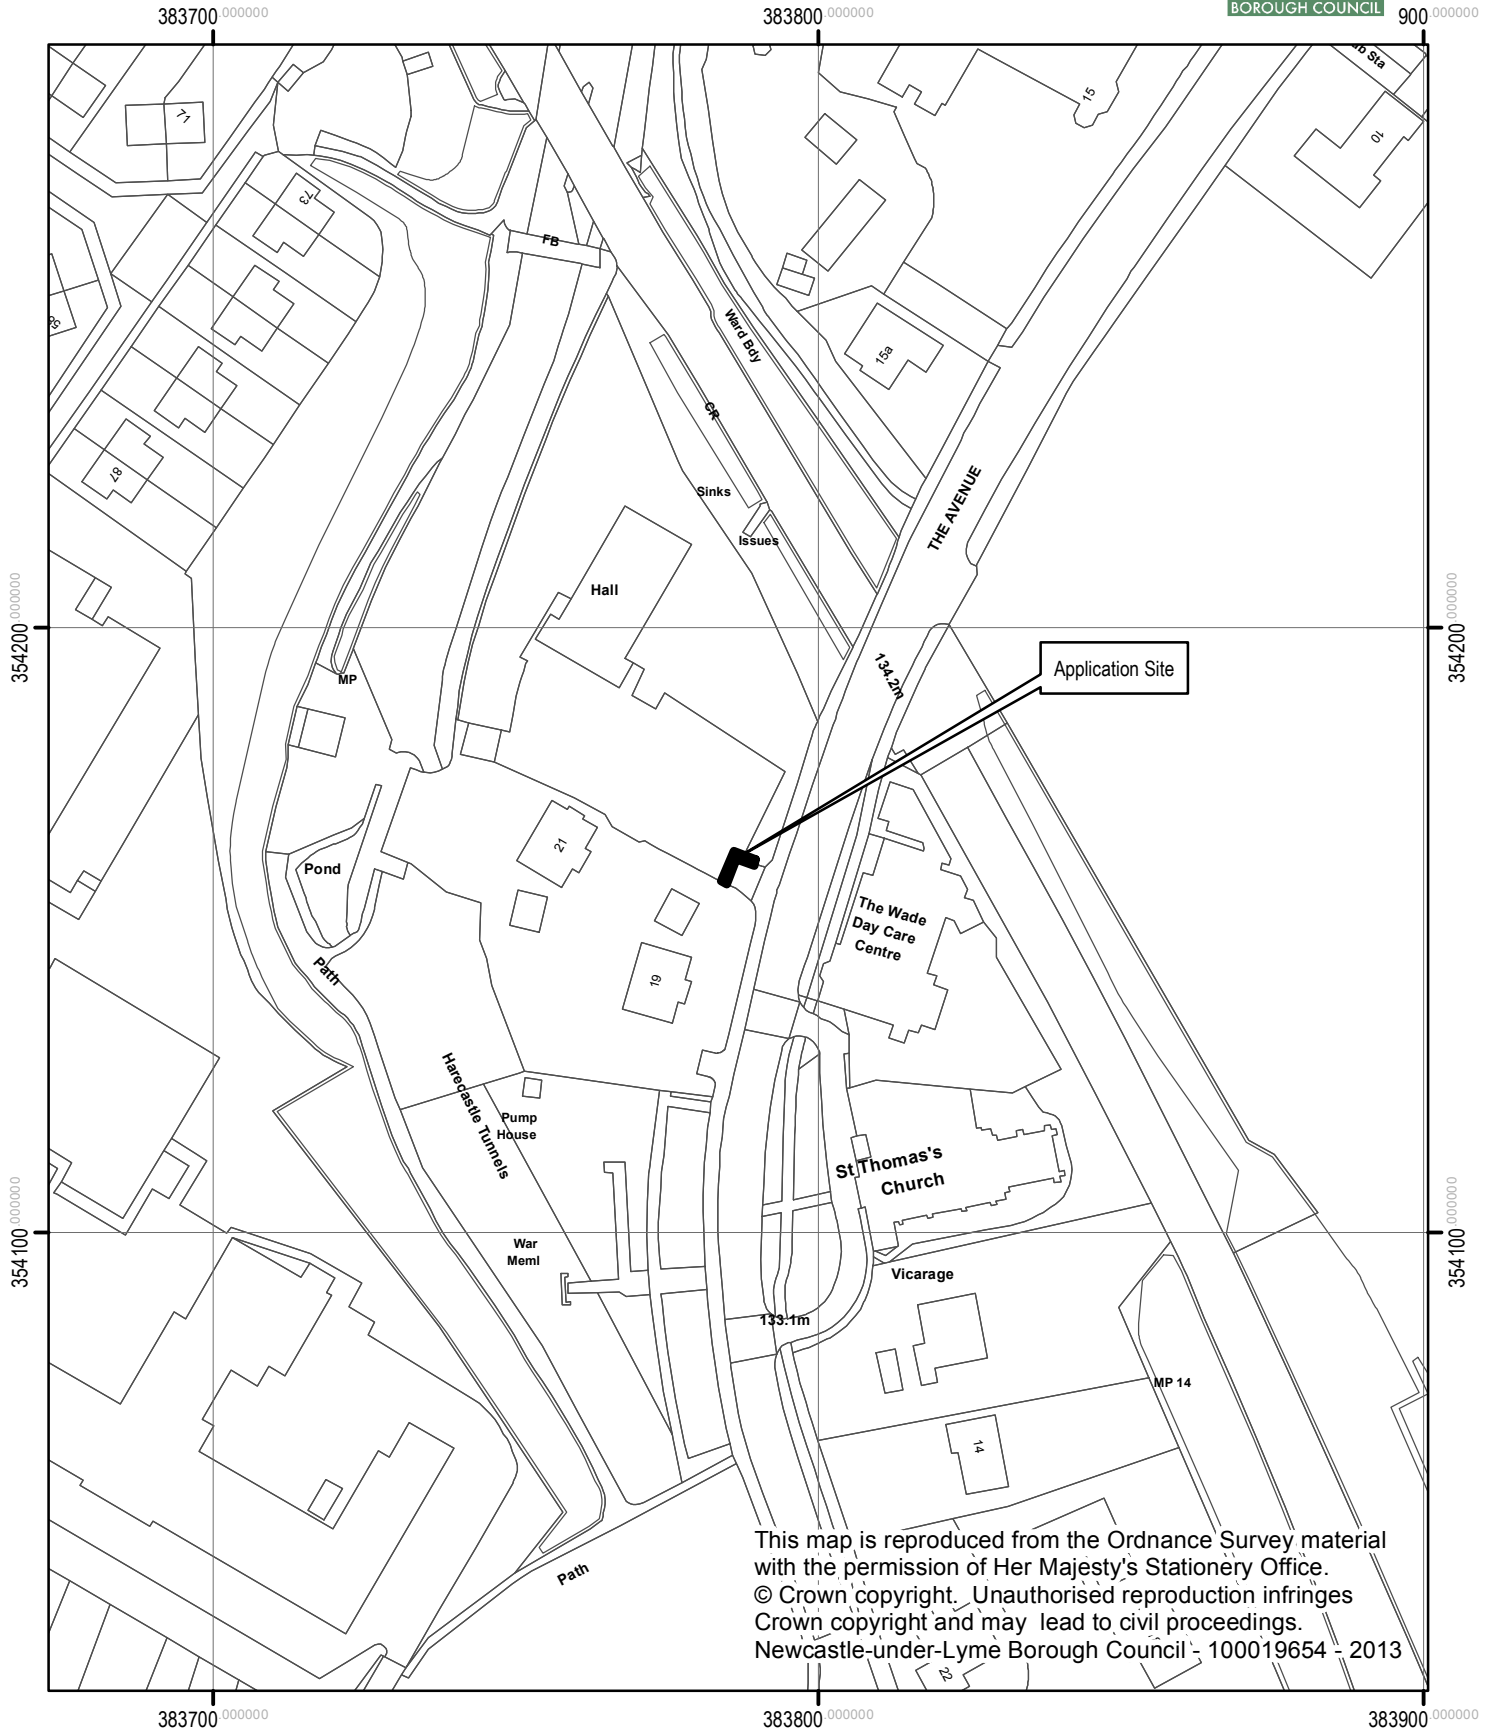 BOROUGH COUNCIL
383700.000000
383800.000000
900.000000
ub Sta
71
15
10
73
FB
58
Ward Bdy
15a
CR
87
Sinks
THE AVENUE
Issues
Hall
354200.000000
354200.000000
134.2m
Application Site
MP
21
Pond
The Wade
Day Care
Centre
Path
19
Harecastle Tunnels
Pump
House
St Thomas's
Church
354100.000000
354100.000000
War
Meml
Vicarage
133.1m
MP 14
14
This map is reproduced from the Ordnance Survey material
with the permission of Her Majesty's Stationery Office.
© Crown copyright. Unauthorised reproduction infringes
Crown copyright and may lead to civil proceedings.
Newcastle-under-Lyme Borough Council - 100019654 - 2013
Path
22
383700.000000
383800.000000
383900.000000